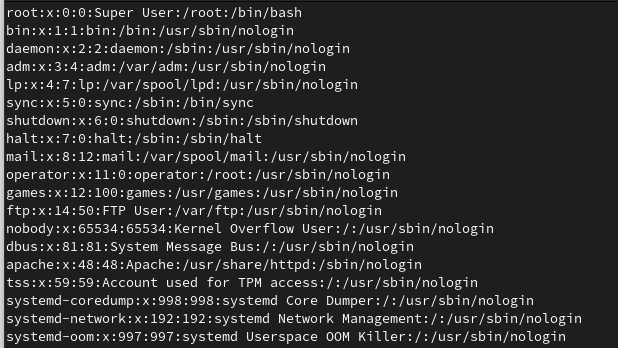 root:x:0:0:Super User:/root:/bin/bash
bin:x:1:1:bin:/bin:/usr/sbin/nologin
daemon:x:2:2:daemon:/sbin:/usr/sbin/nologin
adm:x:3:4:adm:/var/adm:/usr/sbin/nologin
lp:x:4:7:lp:/var/spool/lpd:/usr/sbin/nologin
sync:x:5:0:sync:/sbin:/bin/sync
shutdown:x:6:0:shutdown:/sbin:/sbin/shutdown
halt:x:7:0:halt:/sbin:/sbin/halt
mail:x:8:12:mail:/var/spool/mail:/usr/sbin/nologin
operator:x:11:0:operator:/root:/usr/sbin/nologin
games:x:12:100:games:/usr/games:/usr/sbin/nologin
ftp:x:14:50:FTP User:/var/ftp:/usr/sbin/nologin
nobody:x:65534:65534:Kernel Overflow User:/:/usr/sbin/nologin
dbus:x:81:81:System Message Bus:/:/usr/sbin/nologin
apache:x:48:48:Apache:/usr/share/httpd:/sbin/nologin
tss:x:59:59:Account used for TPM access:/:/usr/sbin/nologin
systemd-coredump:x:998:998:systemd Core Dumper:/:/usr/sbin/nologin
systemd-network:x:192:192:systemd Network Management:/:/usr/sbin/nologin
systemd-oom:x:997:997:systemd Userspace OOM Killer:/:/usr/sbin/nologin